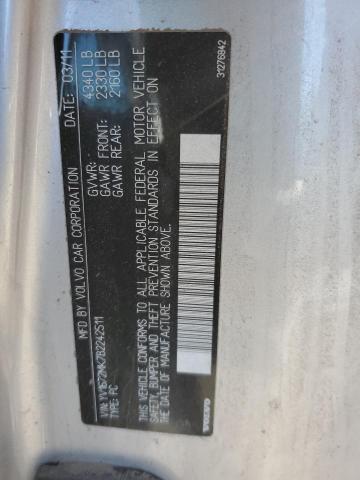 MFD BY VOLVO CAR CORPORATION DATE: 03/11
GVWR: 4340 LB
GAWR FRONT: 2330 LB
GAWR REAR: 2160 LB
VIN: YV1672MK7B2242511
TYPE: PC
THIS VEHICLE CONFORMS TO ALL APPLICABLE FEDERAL MOTOR VEHICLE
SAFETY, BUMPER AND THEFT PREVENTION STANDARDS IN EFFECT ON
THE DATE OF MANUFACTURE SHOWN ABOVE.
VOLVO 31276842